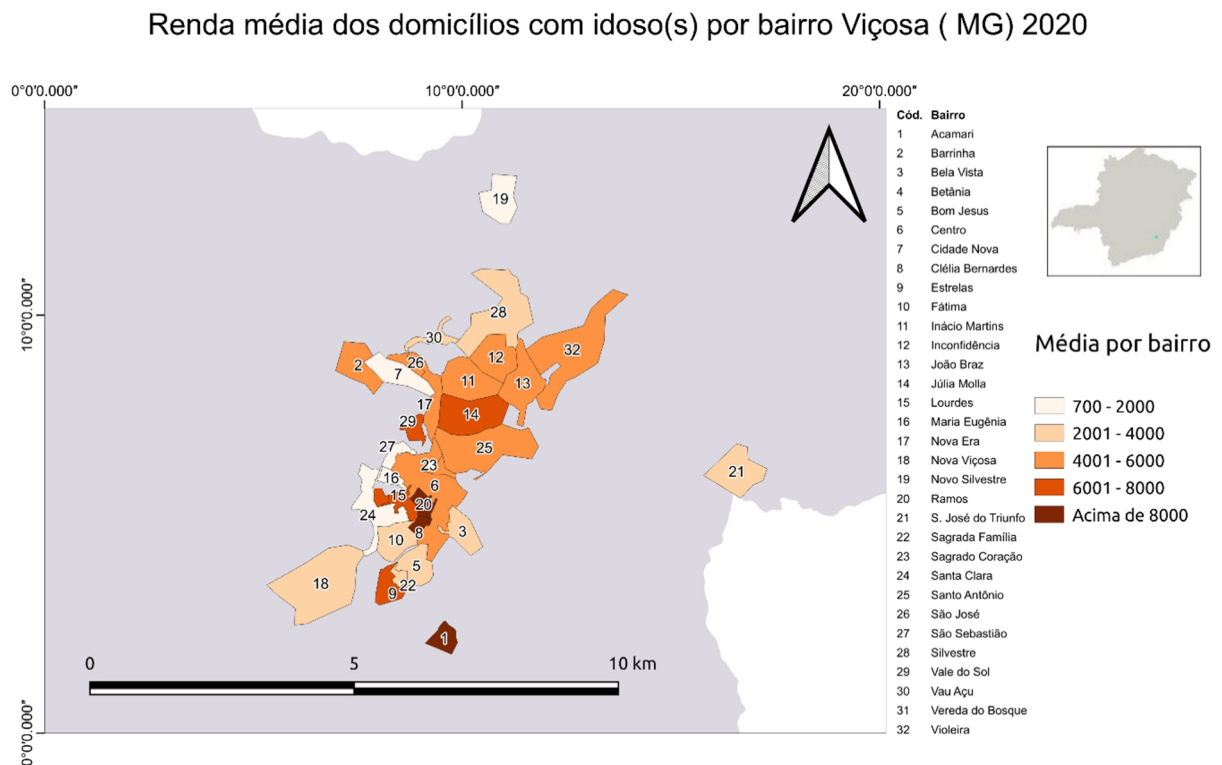 Renda média dos domicílios com idoso(s) por bairro Viçosa ( MG) 2020
0°0'0.000"
10°0'0.000"
20°0'0.000"
10°0'0.000"
0°0'0.000"
19
28
30
32
2
26
12
7
11
13
17
14
29
27
25
23
16
6
15
20
24
21
8
3
10
5
18
22
9
1
0
5
10 km
Cód. Bairro
1 Acamari
2 Barrinha
3 Bela Vista
4 Betânia
5 Bom Jesus
6 Centro
7 Cidade Nova
8 Clélia Bernardes
9 Estrelas
10 Fátima
11 Inácio Martins
12 Inconfidência
13 João Braz
14 Júlia Molla
15 Lourdes
16 Maria Eugênia
17 Nova Era
18 Nova Viçosa
19 Novo Silvestre
20 Ramos
21 S. José do Triunfo
22 Sagrada Família
23 Sagrado Coração
24 Santa Clara
25 Santo Antônio
26 São José
27 São Sebastião
28 Silvestre
29 Vale do Sol
30 Vau Açu
31 Vereda do Bosque
32 Violeira
Média por bairro
700 - 2000
2001 - 4000
4001 - 6000
6001 - 8000
Acima de 8000